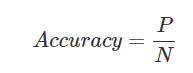 Accuracy = P/N